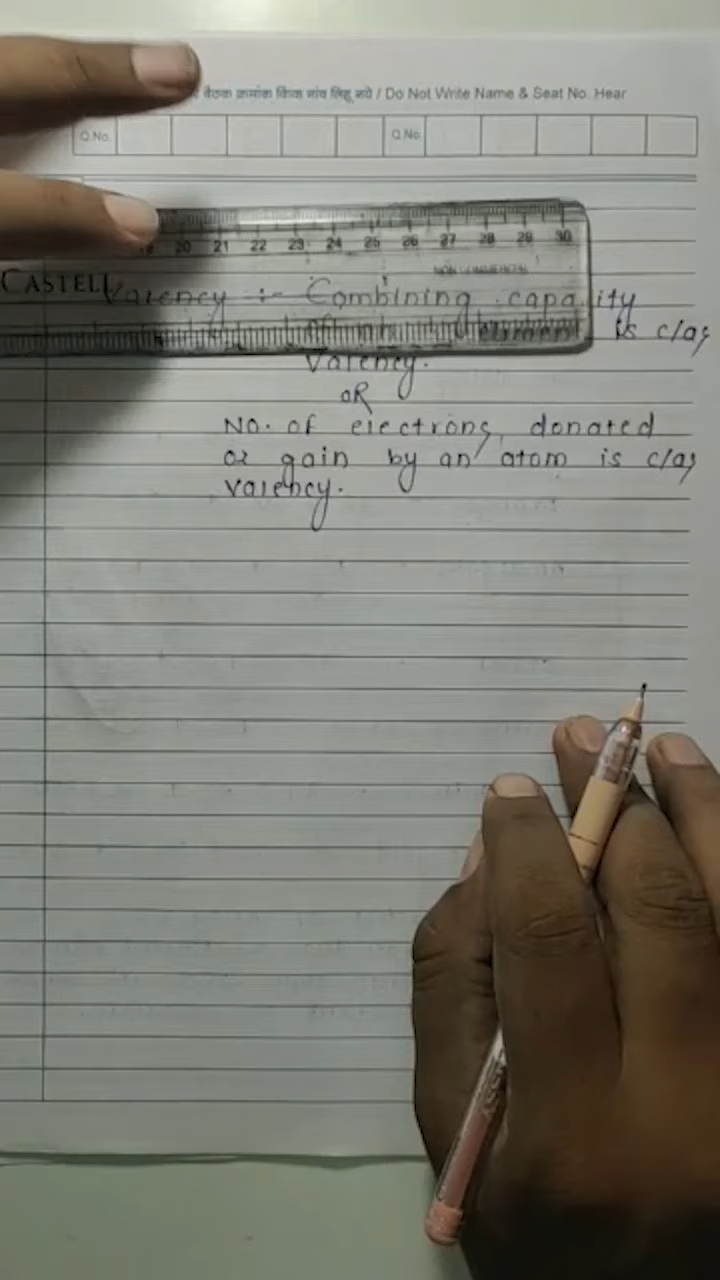 बैठक क्रमांक किंवा नांव लिहू नये / Do Not Write Name & Seat No. Hear
Q.No. Q.No.
20 21 22 23 24 25 26 27 28 29 30
CASTELL
Valency :- Combining capacity
of is c/as
Valency.
OR
No. of electrons donated
or gain by an atom is c/as
valency.